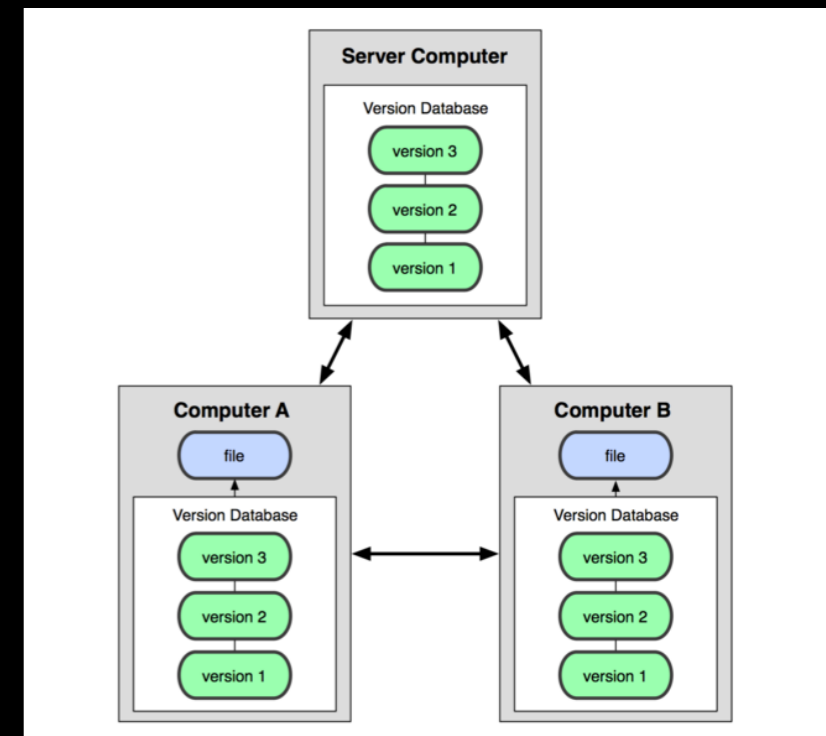 Server Computer
Version Database
version 3
version 2
version 1
Computer A
file
Version Database
version 3
version 2
version 1
Computer B
file
Version Database
version 3
version 2
version 1